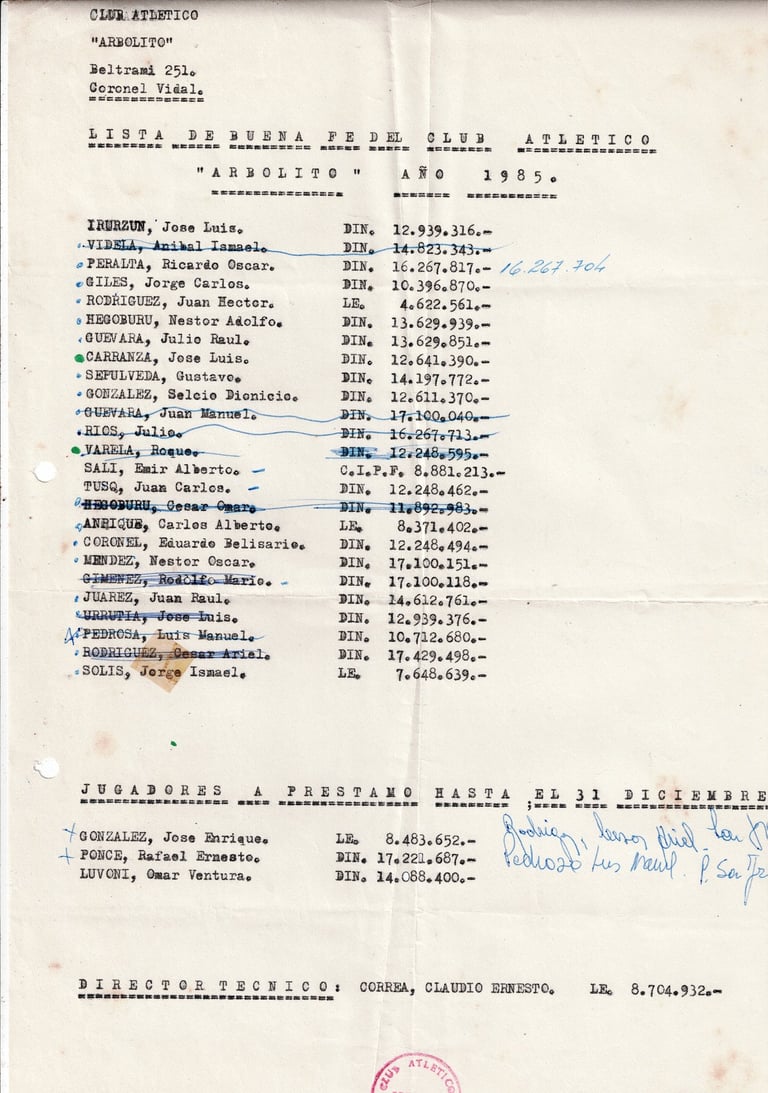 CLUB ATLETICO
"ARBOLITO"
Beltrami 251.
Coronel Vidal.
LISTA DE BUENA FE DEL CLUB ATLETICO
"ARBOLITO" AÑO 1985.
IRURZUN, Jose Luis. DIN. 12.939.316.-
VIDELA, Anibal Ismael. DIN. 14.823.343.-
PERALTA, Ricardo Oscar. DIN. 16.267.817.- 16.267.704
GILES, Jorge Carlos. DIN. 10.396.870.-
RODRIGUEZ, Juan Hector. LE. 4.622.561.-
HEGOBURU, Nestor Adolfo. DIN. 13.629.939.-
GUEVARA, Julio Raul. DIN. 13.629.851.-
CARRANZA, Jose Luis. DIN. 12.641.390.-
SEPULVEDA, Gustavo. DIN. 14.197.772.-
GONZALEZ, Selcio Dionicio. DIN. 12.611.370.-
GUEVARA, Juan Manuel. DIN. 17.100.040.-
RIOS, Julio. DIN. 16.267.713.-
VARELA, Roque. DIN. 12.248.595.-
SALI, Emir Alberto. C.I.P.F. 8.881.213.-
TUSQ, Juan Carlos. DIN. 12.248.462.-
HEGOBURU, Cesar Omar. DIN. 11.892.983.-
ANRIQUE, Carlos Alberto. LE. 8.371.402.-
CORONEL, Eduardo Belisario. DIN. 12.248.494.-
MENDEZ, Nestor Oscar. DIN. 17.100.151.-
GIMENEZ, Rodolfo Mario. DIN. 17.100.118.-
JUAREZ, Juan Raul. DIN. 14.612.761.-
URRUTIA, Jose Luis. DIN. 12.939.376.-
PEDROSA, Luis Manuel. DIN. 10.712.680.-
RODRIGUEZ, Cesar Ariel. DIN. 17.429.498.-
SOLIS, Jorge Ismael. LE. 7.648.639.-
JUGADORES A PRESTAMO HASTA EL 31 DICIEMBRE
GONZALEZ, Jose Enrique. LE. 8.483.652.-
PONCE, Rafael Ernesto. DIN. 17.221.687.-
LUVONI, Omar Ventura. DIN. 14.088.400.-
DIRECTOR TECNICO: CORREA, CLAUDIO ERNESTO. LE. 8.704.932.-
CLUB ATLETICO